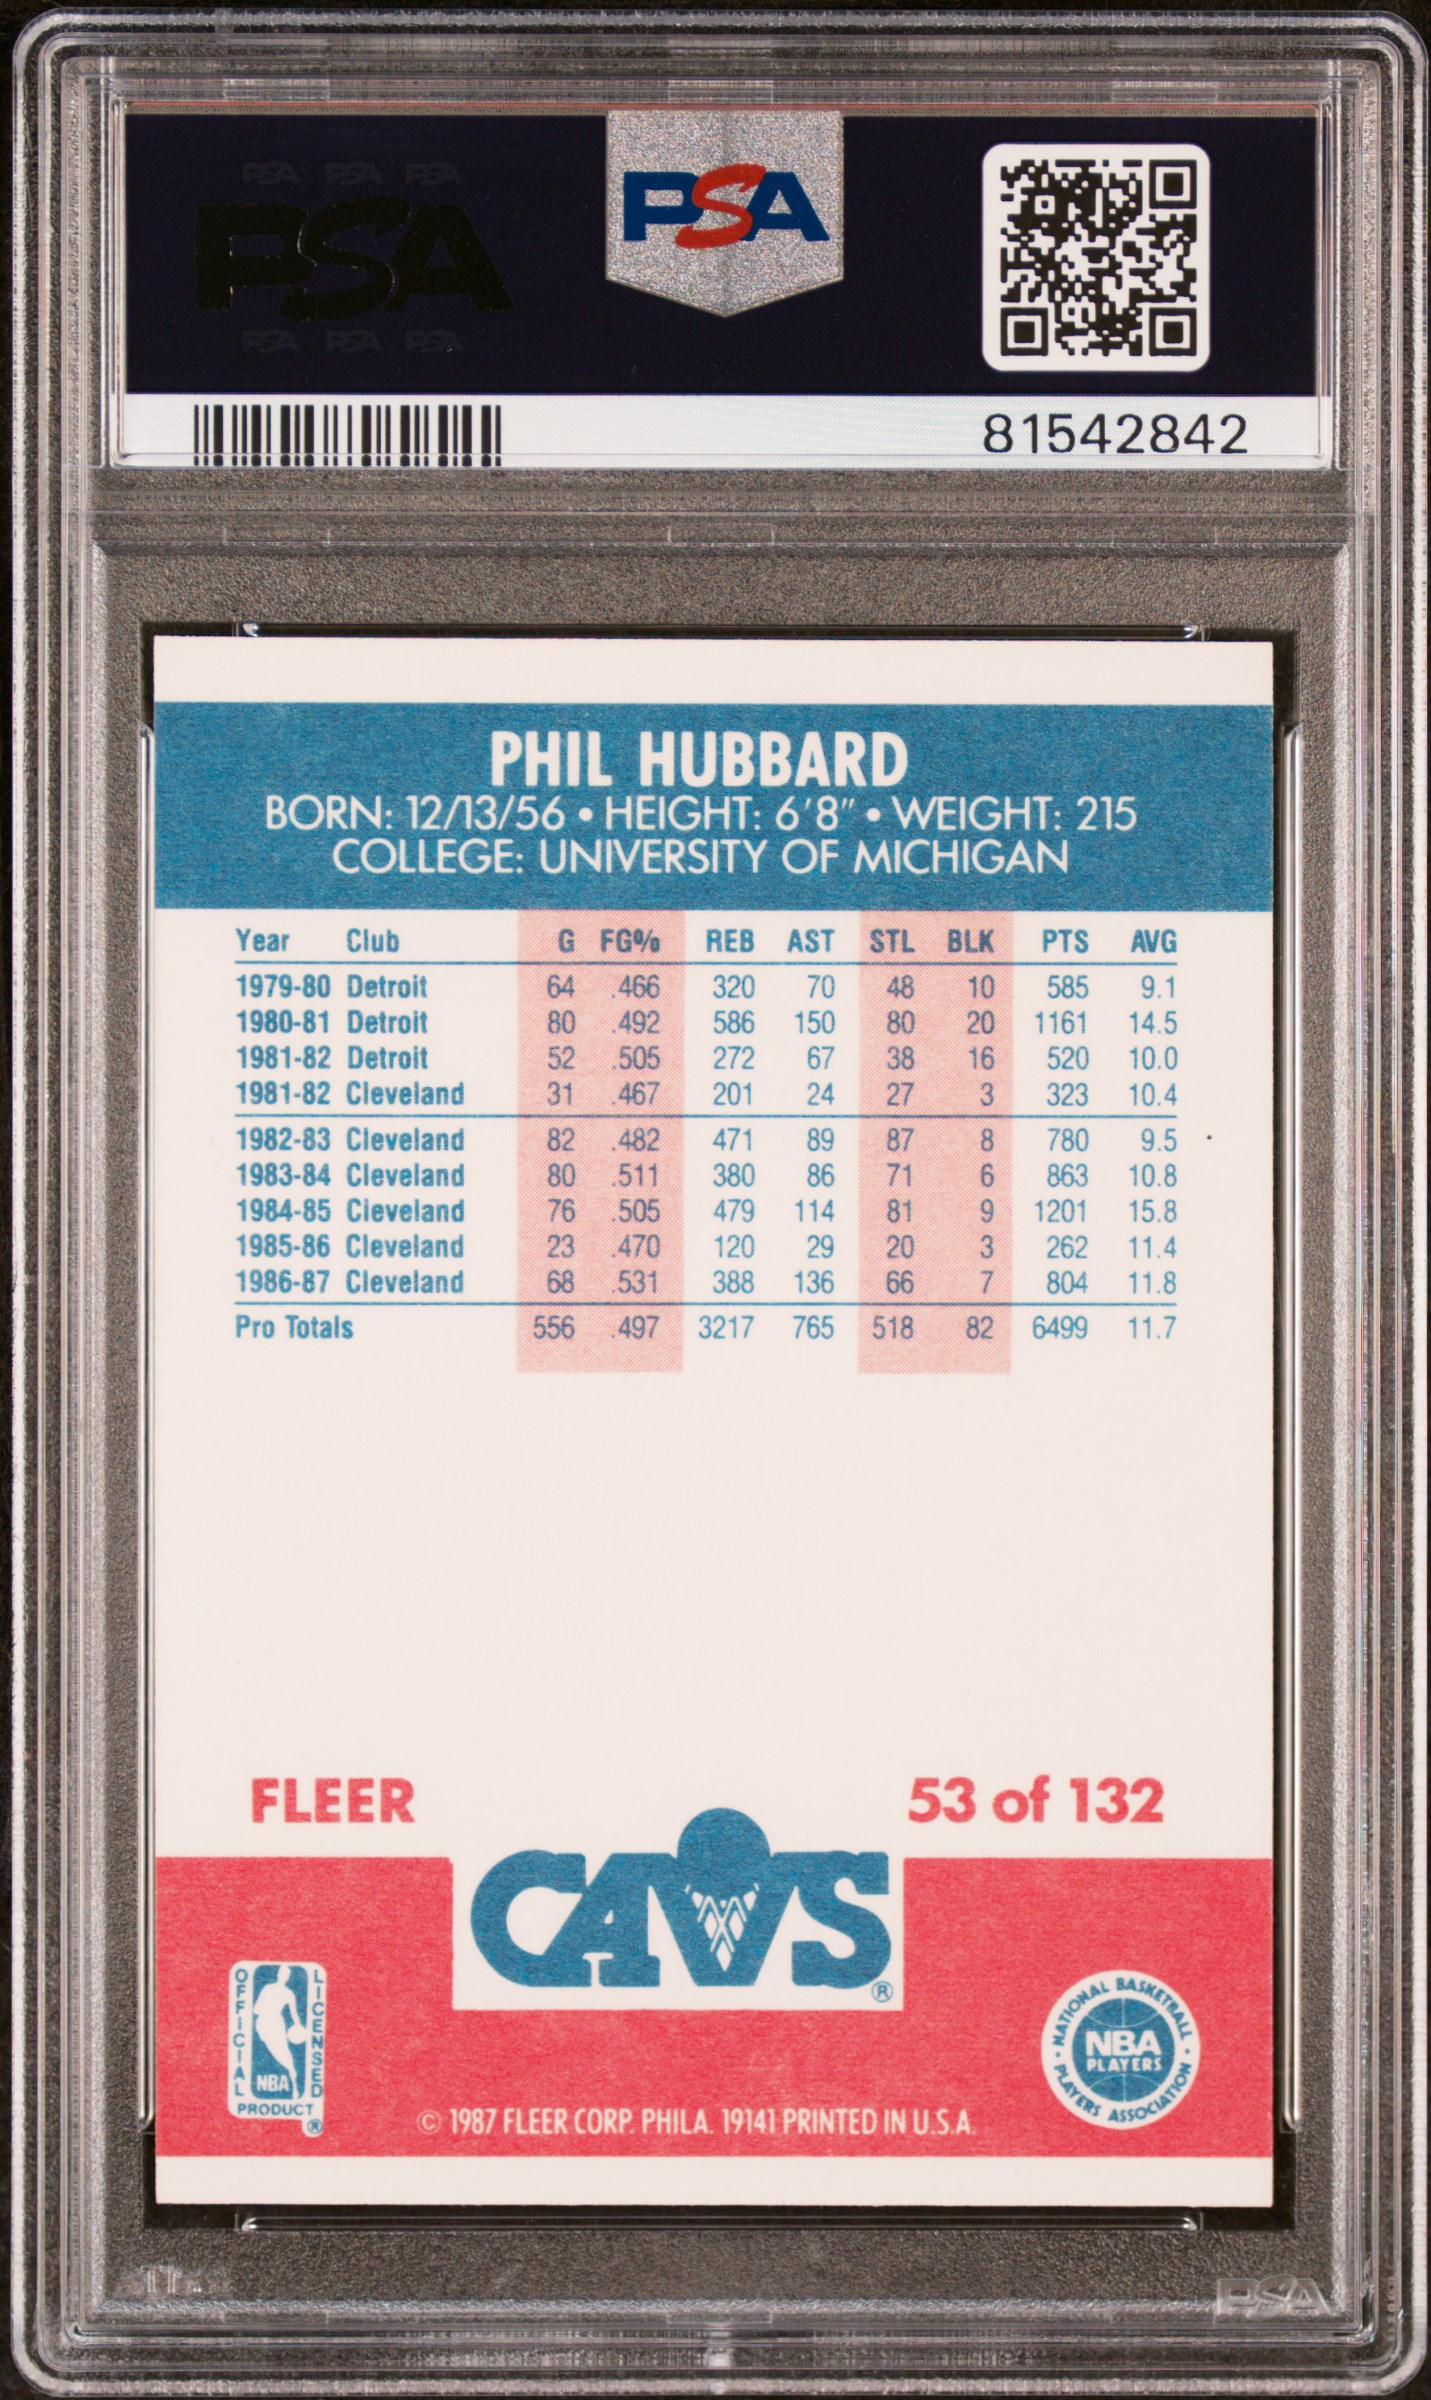 PSA PSA PSA
PSA
PSA PSA PSA
PSA
81542842
PHIL HUBBARD
BORN: 12/13/56 • HEIGHT: 6'8" • WEIGHT: 215
COLLEGE: UNIVERSITY OF MICHIGAN
Year Club G FG% REB AST STL BLK PTS AVG
1979-80 Detroit 64 .466 320 70 48 10 585 9.1
1980-81 Detroit 80 .492 586 150 80 20 1161 14.5
1981-82 Detroit 52 .505 272 67 38 16 520 10.0
1981-82 Cleveland 31 .467 201 24 27 3 323 10.4
1982-83 Cleveland 82 .482 471 89 87 8 780 9.5
1983-84 Cleveland 80 .511 380 86 71 6 863 10.8
1984-85 Cleveland 76 .505 479 114 81 9 1201 15.8
1985-86 Cleveland 23 .470 120 29 20 3 262 11.4
1986-87 Cleveland 68 .531 388 136 66 7 804 11.8
Pro Totals 556 .497 3217 765 518 82 6499 11.7
FLEER
53 of 132
CAVS®
OFFICIAL LICENSED
NBA
PRODUCT ®
NATIONAL BASKETBALL
NBA
PLAYERS
• PLAYERS ASSOCIATION •
© 1987 FLEER CORP. PHILA. 19141 PRINTED IN U.S.A.
PSA